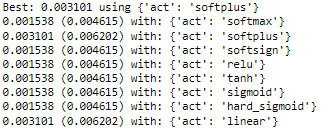 Best: 0.003101 using {'act': 'softplus'}
0.001538 (0.004615) with: {'act': 'softmax'}
0.003101 (0.006202) with: {'act': 'softplus'}
0.001538 (0.004615) with: {'act': 'softsign'}
0.001538 (0.004615) with: {'act': 'relu'}
0.001538 (0.004615) with: {'act': 'tanh'}
0.001538 (0.004615) with: {'act': 'sigmoid'}
0.001538 (0.004615) with: {'act': 'hard_sigmoid'}
0.003101 (0.006202) with: {'act': 'linear'}